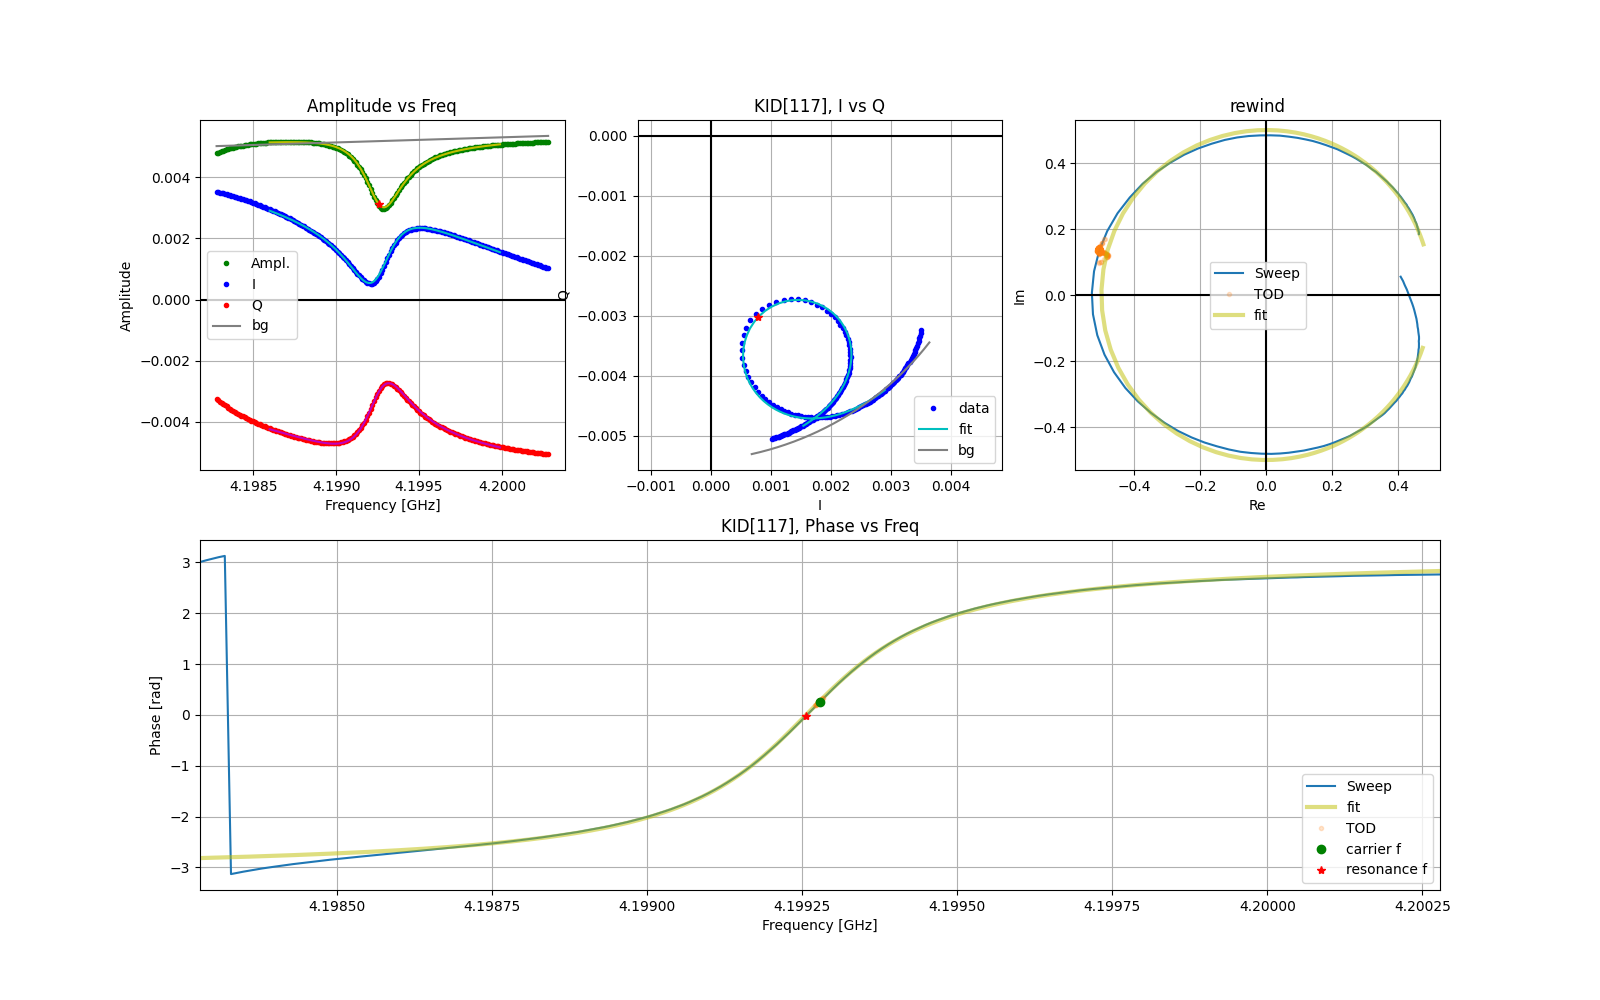 Amplitude vs Freq
Amplitude
0.004
0.002
0.000
−0.002
−0.004
Ampl.
I
Q
bg
4.1985
4.1990
4.1995
4.2000
Frequency [GHz]
KID[117], I vs Q
Q
0.000
−0.001
−0.002
−0.003
−0.004
−0.005
data
fit
bg
−0.001
0.000
0.001
0.002
0.003
0.004
I
rewind
Im
0.4
0.2
0.0
−0.2
−0.4
Sweep
TOD
fit
−0.4
−0.2
0.0
0.2
0.4
Re
KID[117], Phase vs Freq
Phase [rad]
3
2
1
0
−1
−2
−3
Sweep
fit
TOD
carrier f
resonance f
4.19850
4.19875
4.19900
4.19925
4.19950
4.19975
4.20000
4.20025
Frequency [GHz]